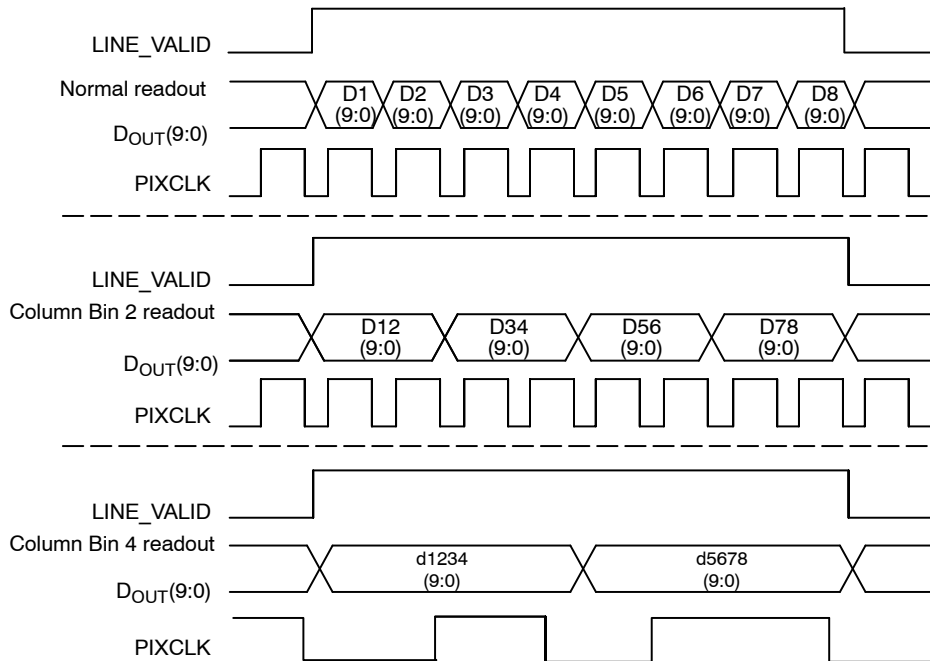 LINE_VALID
Normal readout
D1 D2 D3 D4 D5 D6 D7 D8
(9:0) (9:0) (9:0) (9:0) (9:0) (9:0) (9:0) (9:0)
DOUT(9:0)
PIXCLK
LINE_VALID
Column Bin 2 readout
D12 D34 D56 D78
(9:0) (9:0) (9:0) (9:0)
DOUT(9:0)
PIXCLK
LINE_VALID
Column Bin 4 readout
d1234 d5678
(9:0) (9:0)
DOUT(9:0)
PIXCLK